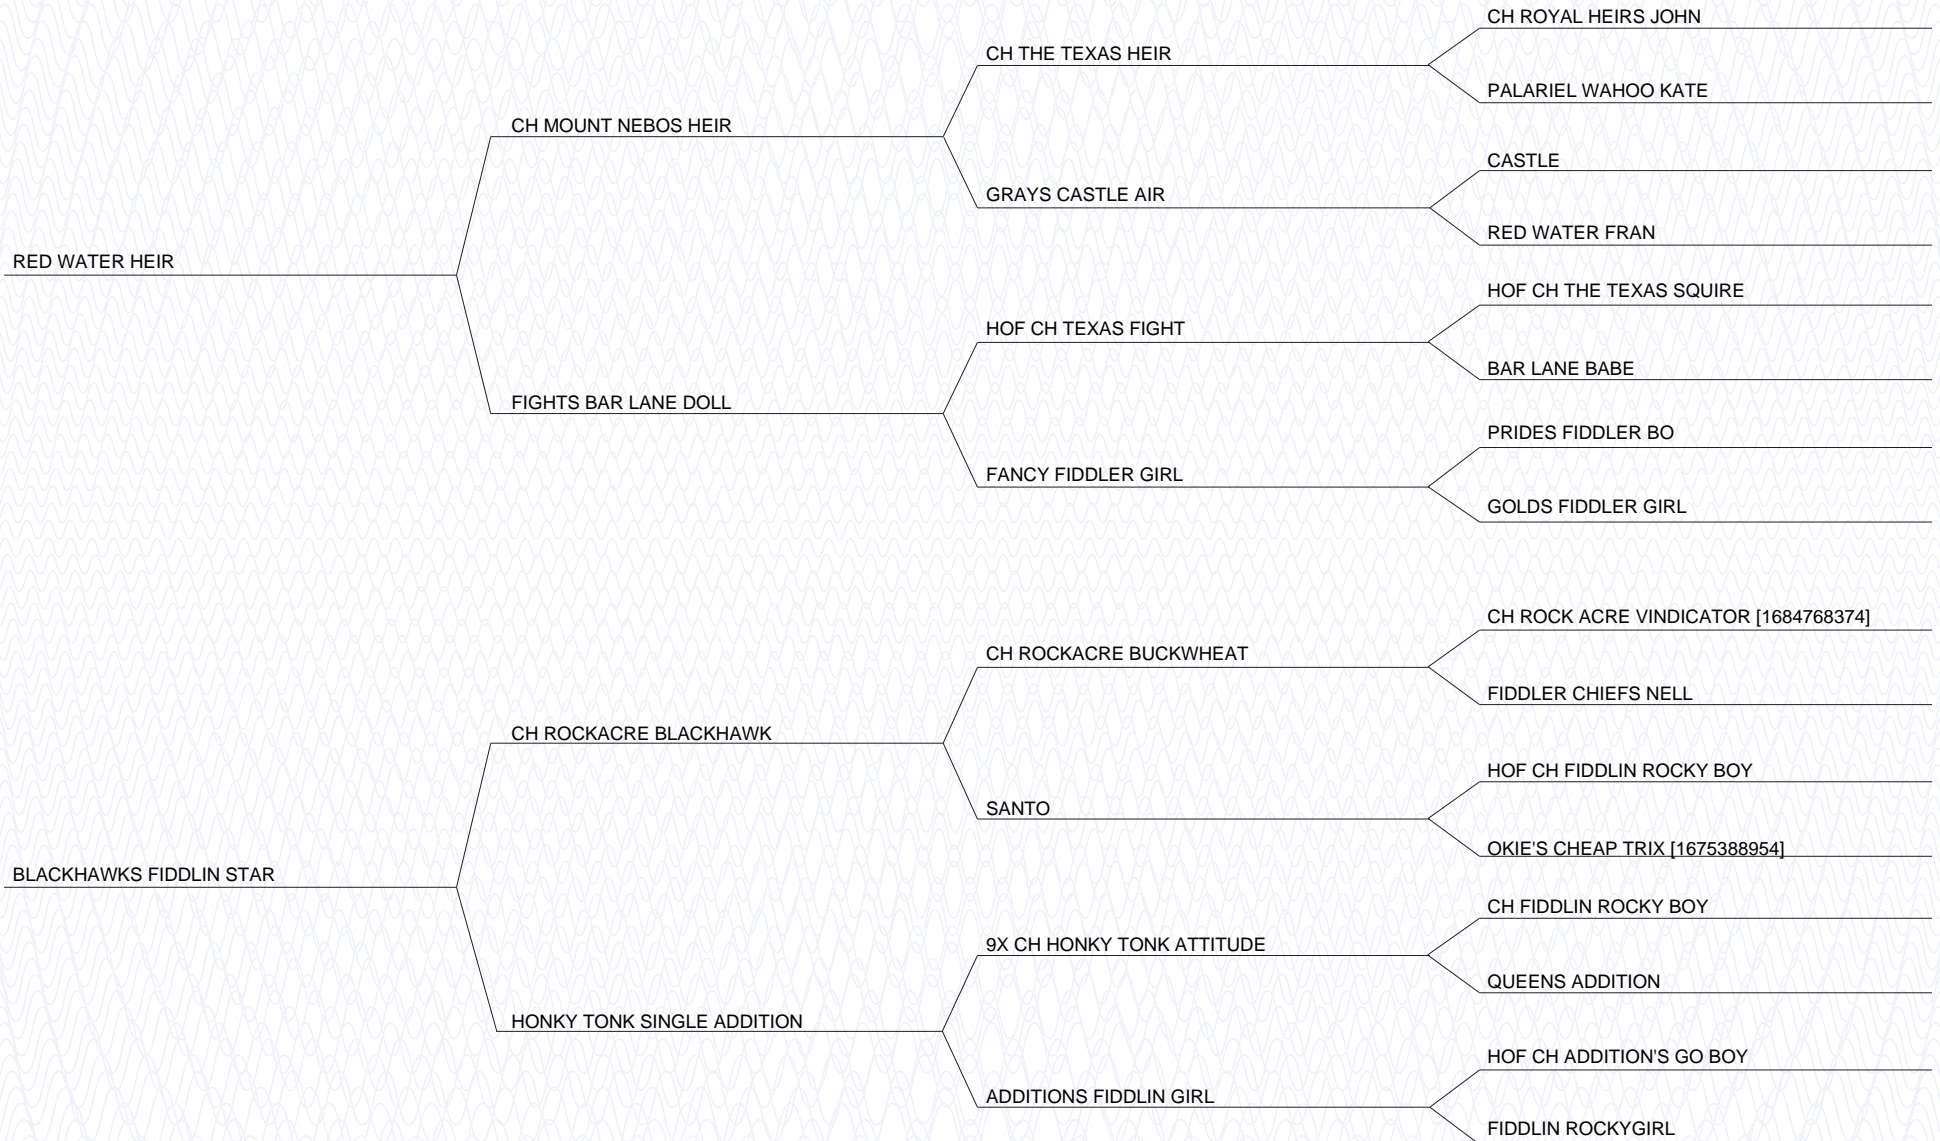 CH ROYAL HEIRS JOHN
CH THE TEXAS HEIR
PALARIEL WAHOO KATE
CH MOUNT NEBOS HEIR
CASTLE
GRAYS CASTLE AIR
RED WATER FRAN
RED WATER HEIR
HOF CH THE TEXAS SQUIRE
HOF CH TEXAS FIGHT
BAR LANE BABE
FIGHTS BAR LANE DOLL
PRIDES FIDDLER BO
FANCY FIDDLER GIRL
GOLDS FIDDLER GIRL
CH ROCK ACRE VINDICATOR [1684768374]
CH ROCKACRE BUCKWHEAT
FIDDLER CHIEFS NELL
CH ROCKACRE BLACKHAWK
HOF CH FIDDLIN ROCKY BOY
SANTO
OKIE'S CHEAP TRIX [1675388954]
BLACKHAWKS FIDDLIN STAR
CH FIDDLIN ROCKY BOY
9X CH HONKY TONK ATTITUDE
QUEENS ADDITION
HONKY TONK SINGLE ADDITION
HOF CH ADDITION'S GO BOY
ADDITIONS FIDDLIN GIRL
FIDDLIN ROCKYGIRL